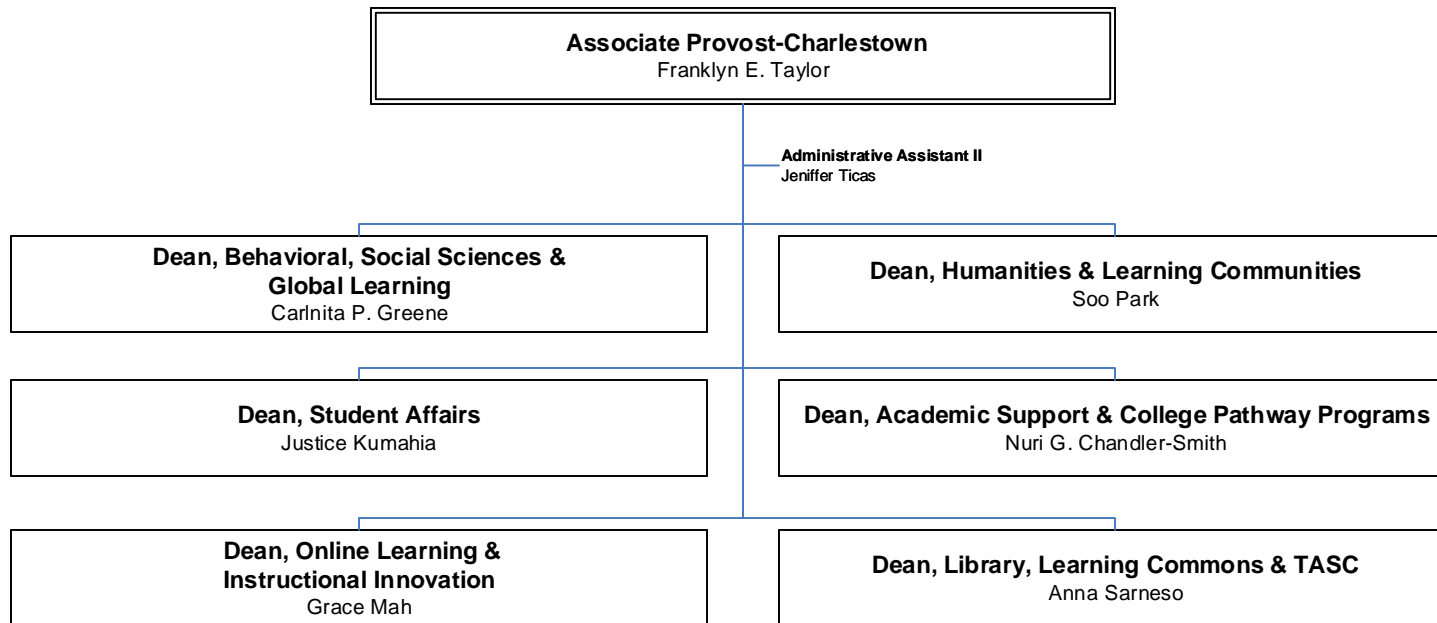 Associate Provost-Charlestown
Franklyn E. Taylor
Administrative Assistant II
Jeniffer Ticas
Dean, Behavioral, Social Sciences &
Global Learning
Carlnita P. Greene
Dean, Humanities & Learning Communities
Soo Park
Dean, Student Affairs
Justice Kumahia
Dean, Academic Support & College Pathway Programs
Nuri G. Chandler-Smith
Dean, Online Learning &
Instructional Innovation
Grace Mah
Dean, Library, Learning Commons & TASC
Anna Sarneso